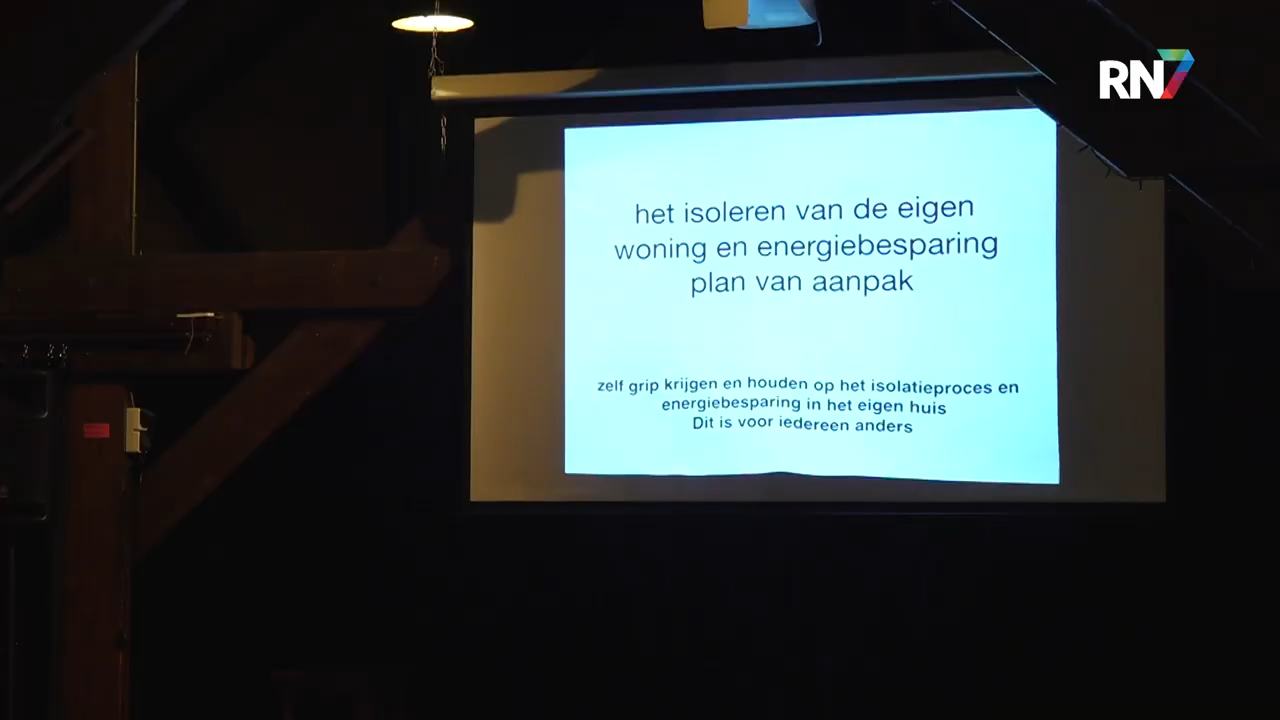 RN7
het isoleren van de eigen
woning en energiebesparing
plan van aanpak
zelf grip krijgen en houden op het isolatieproces en
energiebesparing in het eigen huis
Dit is voor iedereen anders